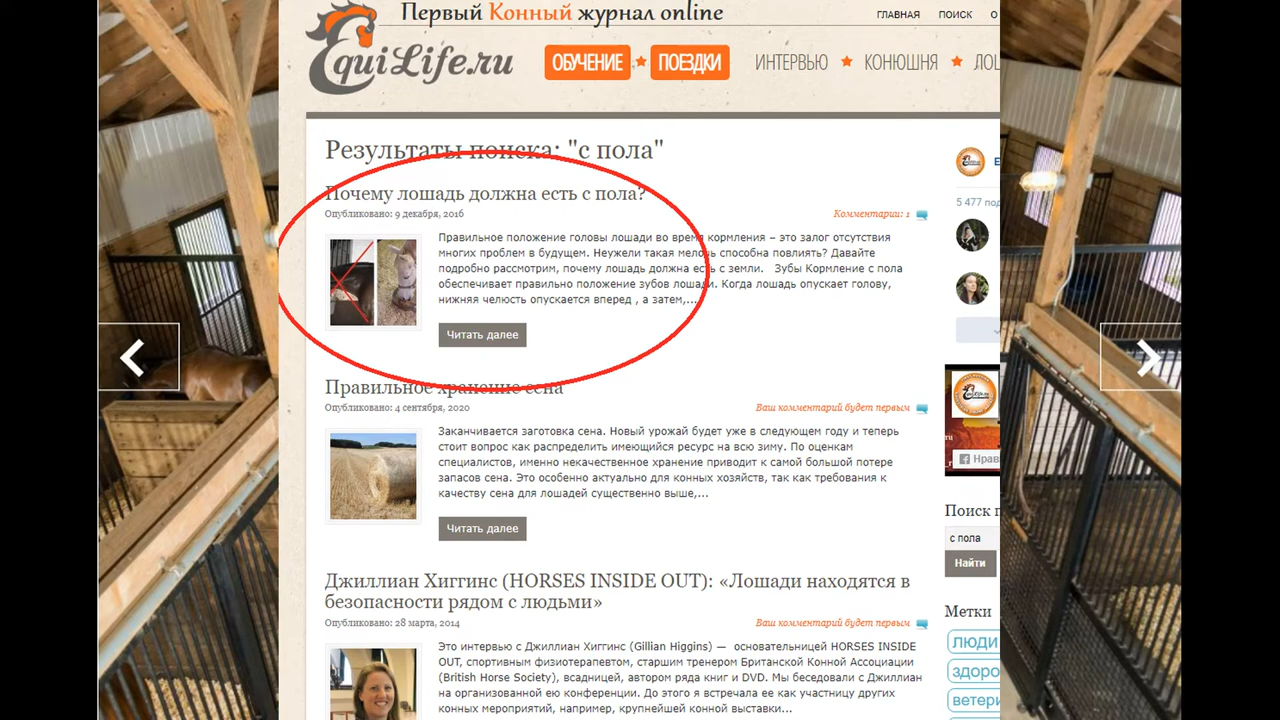 Первый Конный журнал online
ГЛАВНАЯ ПОИСК О
EquiLife.ru
ОБУЧЕНИЕ ПОЕЗДКИ ИНТЕРВЬЮ КОНЮШНЯ ЛОШ
Результаты поиска: "с пола"
Почему лошадь должна есть с пола?
Опубликовано: 9 декабря, 2016
Комментарии: 1
Правильное положение головы лошади во время кормления – это залог отсутствия
многих проблем в будущем. Неужели такая мелочь способна повлиять? Давайте
подробно рассмотрим, почему лошадь должна есть с земли. Зубы Кормление с пола
обеспечивает правильно положение зубов лошади. Когда лошадь опускает голову,
нижняя челюсть опускается вперед , а затем,...
Читать далее
Правильное хранение сена
Опубликовано: 4 сентября, 2020
Ваш комментарий будет первым
Заканчивается заготовка сена. Новый урожай будет уже в следующем году и теперь
стоит вопрос как распределить имеющийся ресурс на всю зиму. По оценкам
специалистов, именно некачественное хранение приводит к самой большой потере
запасов сена. Это особенно актуально для конных хозяйств, так как требования к
качеству сена для лошадей существенно выше,...
Читать далее
Джиллиан Хиггинс (HORSES INSIDE OUT): «Лошади находятся в
безопасности рядом с людьми»
Опубликовано: 28 марта, 2014
Ваш комментарий будет первым
Это интервью с Джиллиан Хиггинс (Gillian Higgins) — основательницей HORSES INSIDE
OUT, спортивным физиотерапевтом, старшим тренером Британской Конной Ассоциации
(British Horse Society), всадницей, автором ряда книг и DVD. Мы беседовали с Джиллиан
на организованной ею конференции. До этого я встречала ее как участницу других
конных мероприятий, например, крупнейшей конной выставки...
5 477 под
EquiLife.ru
Нрав
Поиск п
с пола
Найти
Метки
люди
здоро
ветери